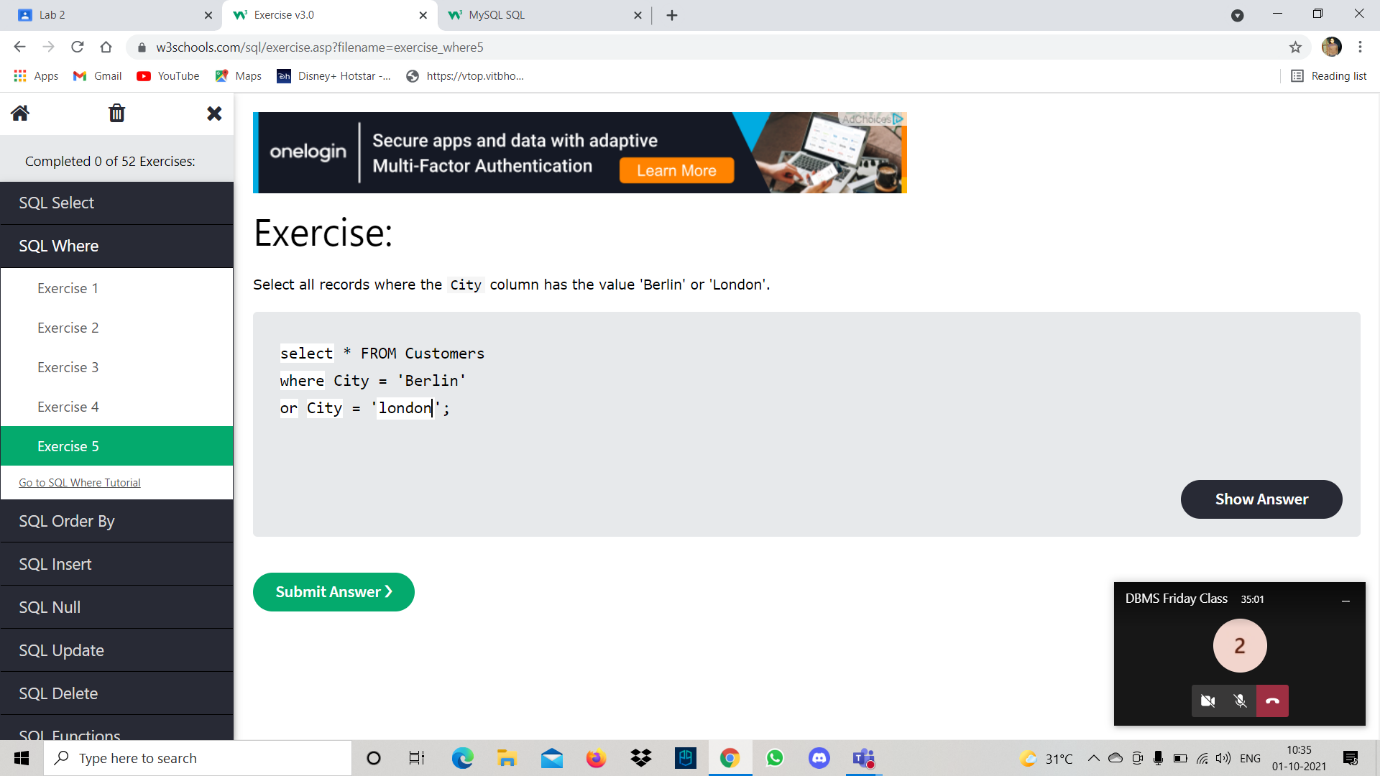 Lab 2
Exercise v3.0
MySQL SQL
w3schools.com/sql/exercise.asp?filename=exercise_where5
Apps
Gmail
YouTube
Maps
Disney+ Hotstar -...
https://vtop.vitbho...
Reading list
Completed 0 of 52 Exercises:
SQL Select
SQL Where
Exercise 1
Exercise 2
Exercise 3
Exercise 4
Exercise 5
Go to SQL Where Tutorial
SQL Order By
SQL Insert
SQL Null
SQL Update
SQL Delete
SQL Functions
onelogin
Secure apps and data with adaptive
Multi-Factor Authentication
Learn More
AdChoices
Exercise:
Select all records where the City column has the value 'Berlin' or 'London'.
select * FROM Customers
where City = 'Berlin'
or City = 'london';
Show Answer
Submit Answer ❯
DBMS Friday Class 35:01
2
Type here to search
31°C
ENG
10:35
01-10-2021